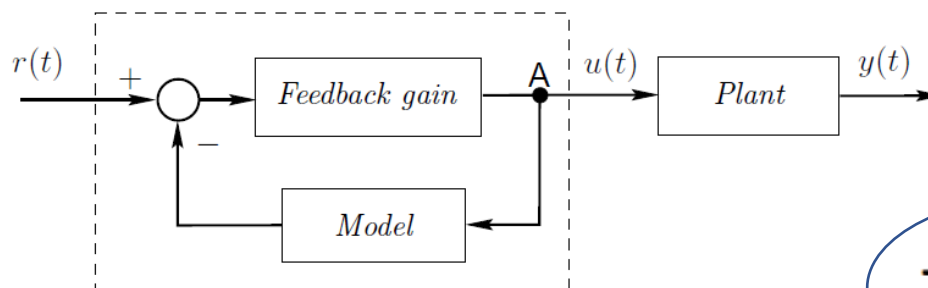 r(t)
+
Feedback gain
A
u(t)
Plant
y(t)
−
Model